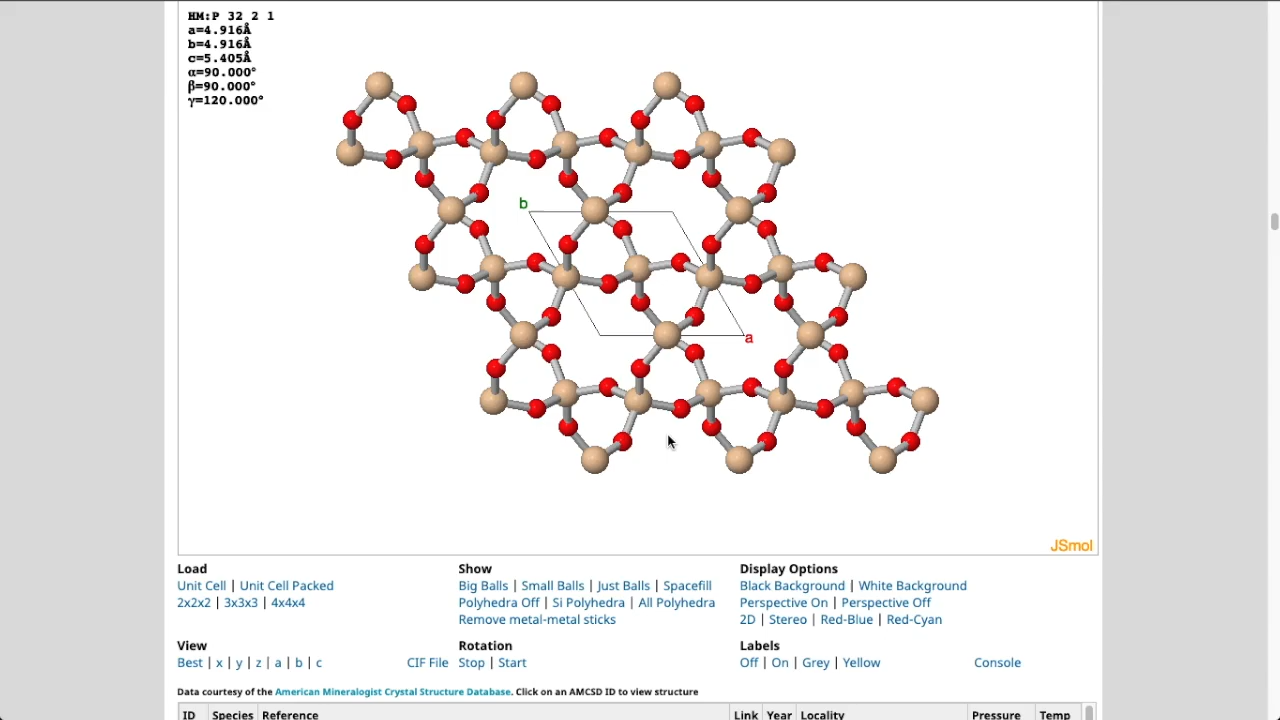 HM:P 32 2 1
a=4.916Å
b=4.916Å
c=5.405Å
α=90.000°
β=90.000°
γ=120.000°
b
a
JSmol
Load
Unit Cell | Unit Cell Packed
2x2x2 | 3x3x3 | 4x4x4
Show
Big Balls | Small Balls | Just Balls | Spacefill
Polyhedra Off | Si Polyhedra | All Polyhedra
Remove metal-metal sticks
Display Options
Black Background | White Background
Perspective On | Perspective Off
2D | Stereo | Red-Blue | Red-Cyan
View
Best | x | y | z | a | b | c
CIF File
Rotation
Stop | Start
Labels
Off | On | Grey | Yellow
Console
Data courtesy of the American Mineralogist Crystal Structure Database. Click on an AMCSD ID to view structure
ID Species Reference Link Year Locality Pressure Temp